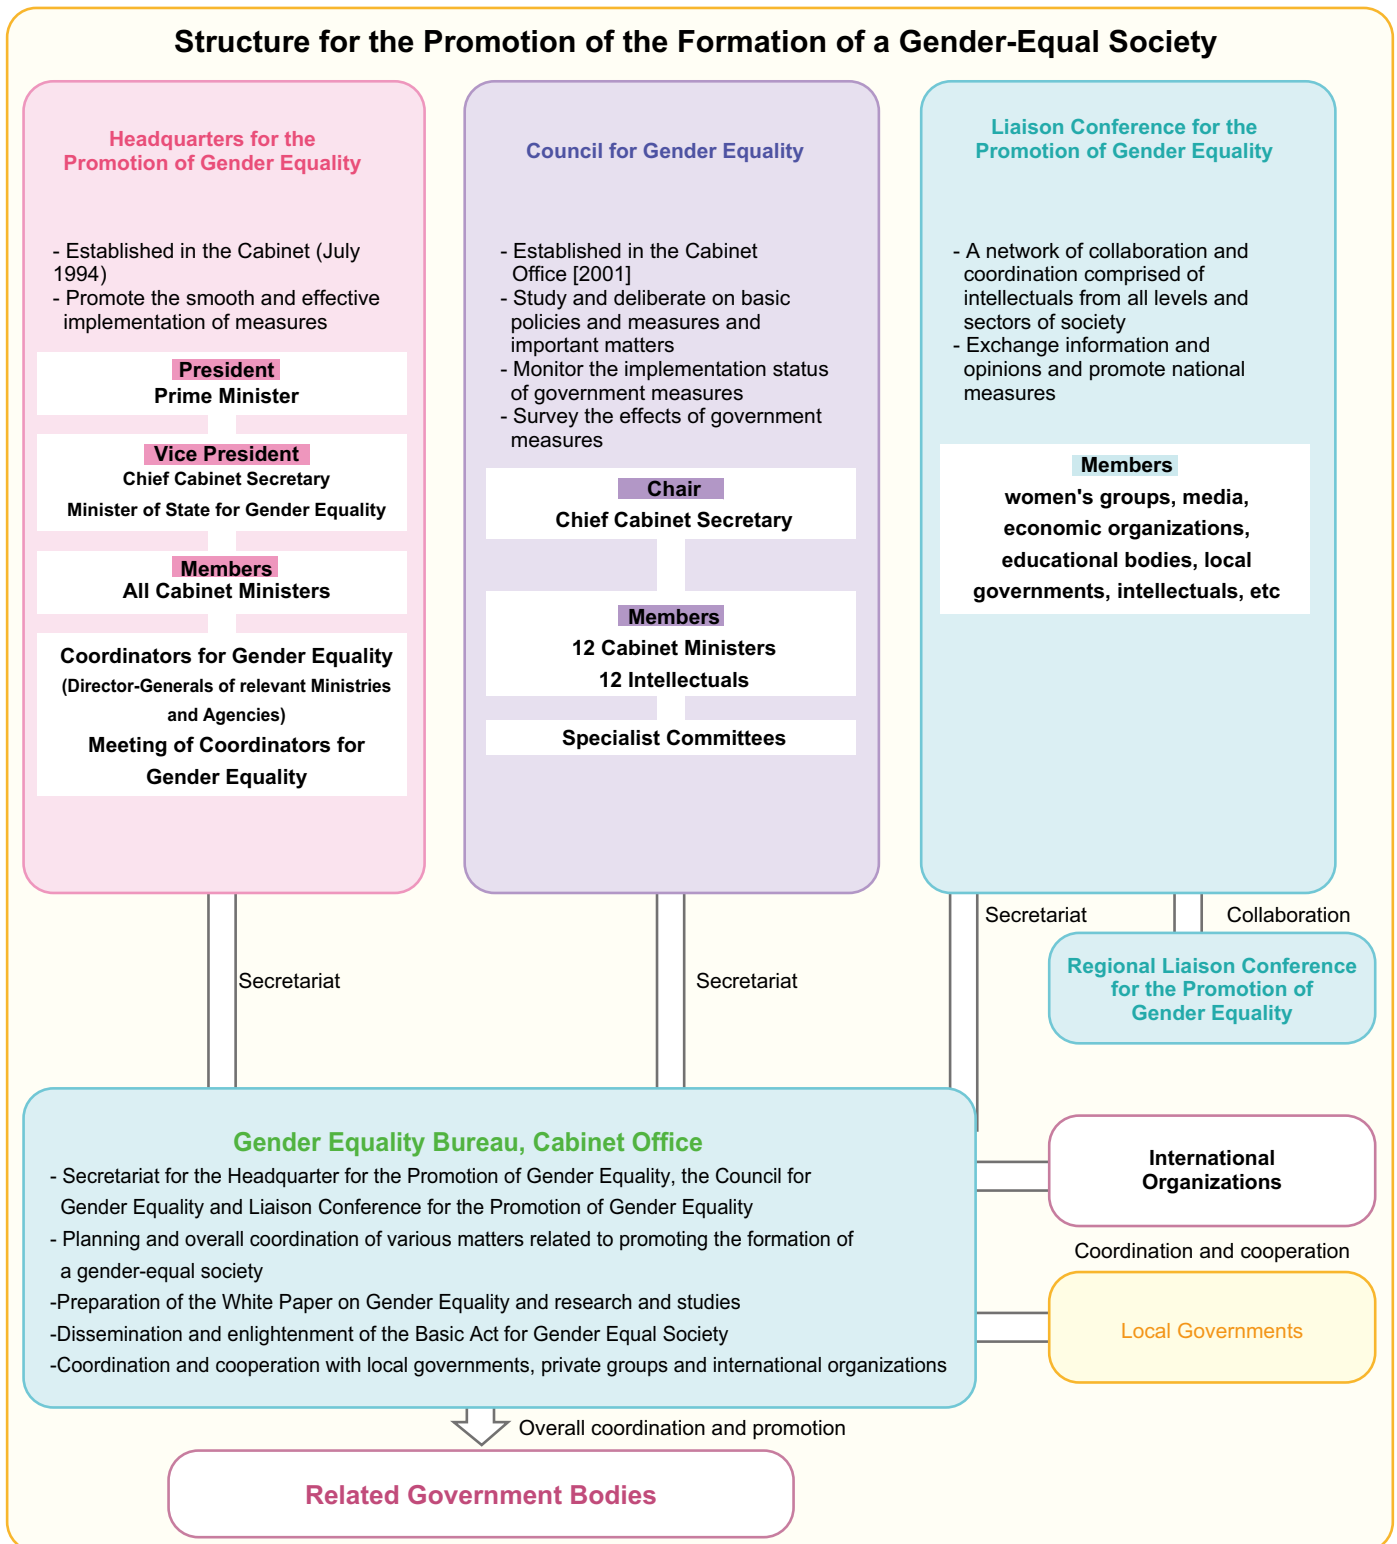 Structure for the Promotion of the Formation of a Gender-Equal Society
Headquarters for the
Promotion of Gender Equality
- Established in the Cabinet (July
1994)
- Promote the smooth and effective
implementation of measures
President
Prime Minister
Vice President
Chief Cabinet Secretary
Minister of State for Gender Equality
Members
All Cabinet Ministers
Coordinators for Gender Equality
(Director-Generals of relevant Ministries
and Agencies)
Meeting of Coordinators for
Gender Equality
Council for Gender Equality
- Established in the Cabinet
Office [2001]
- Study and deliberate on basic
policies and measures and
important matters
- Monitor the implementation status
of government measures
- Survey the effects of government
measures
Chair
Chief Cabinet Secretary
Members
12 Cabinet Ministers
12 Intellectuals
Specialist Committees
Liaison Conference for the
Promotion of Gender Equality
- A network of collaboration and
coordination comprised of
intellectuals from all levels and
sectors of society
- Exchange information and
opinions and promote national
measures
Members
women's groups, media,
economic organizations,
educational bodies, local
governments, intellectuals, etc
Secretariat
Secretariat
Secretariat
Collaboration
Regional Liaison Conference
for the Promotion of
Gender Equality
Gender Equality Bureau, Cabinet Office
- Secretariat for the Headquarter for the Promotion of Gender Equality, the Council for
Gender Equality and Liaison Conference for the Promotion of Gender Equality
- Planning and overall coordination of various matters related to promoting the formation of
a gender-equal society
-Preparation of the White Paper on Gender Equality and research and studies
-Dissemination and enlightenment of the Basic Act for Gender Equal Society
-Coordination and cooperation with local governments, private groups and international organizations
International
Organizations
Coordination and cooperation
Local Governments
Overall coordination and promotion
Related Government Bodies